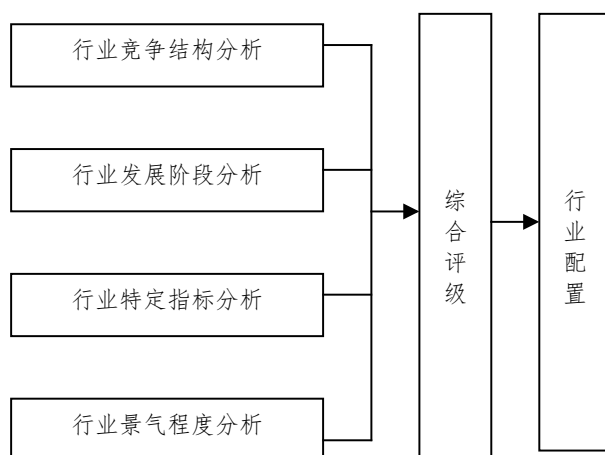 行业竞争结构分析
行业发展阶段分析
行业特定指标分析
行业景气程度分析
综合评级
行业配置